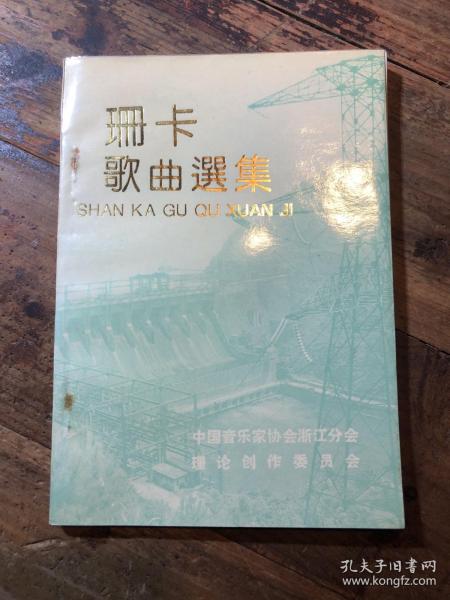 珊卡
歌曲選集
SHAN KA GU QU XUAN JI
中国音乐家协会浙江分会
理论创作委员会
孔夫子旧书网
www.kongfz.com